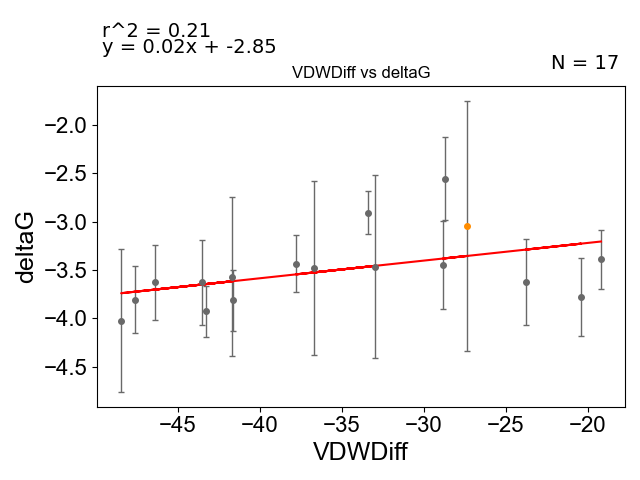 r^2 = 0.21
y = 0.02x + -2.85
N = 17
VDWDiff vs deltaG
−2.0
−2.5
−3.0
−3.5
−4.0
−4.5
deltaG
−45
−40
−35
−30
−25
−20
VDWDiff